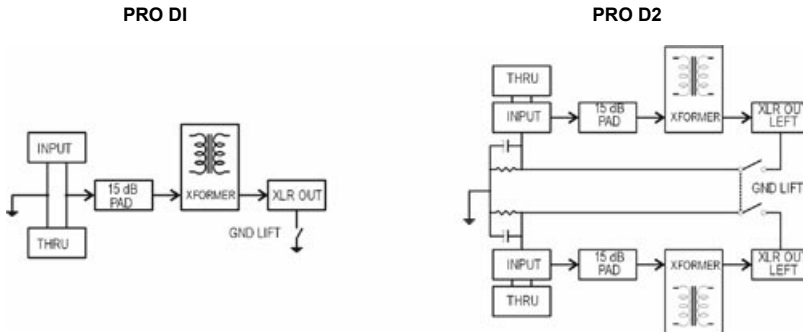 PRO DI
PRO D2
INPUT
THRU
15 dB
PAD
XFORMER
XLR OUT
GND LIFT
THRU
INPUT
15 dB
PAD
XFORMER
XLR OUT
LEFT
GND LIFT
INPUT
THRU
15 dB
PAD
XFORMER
XLR OUT
LEFT